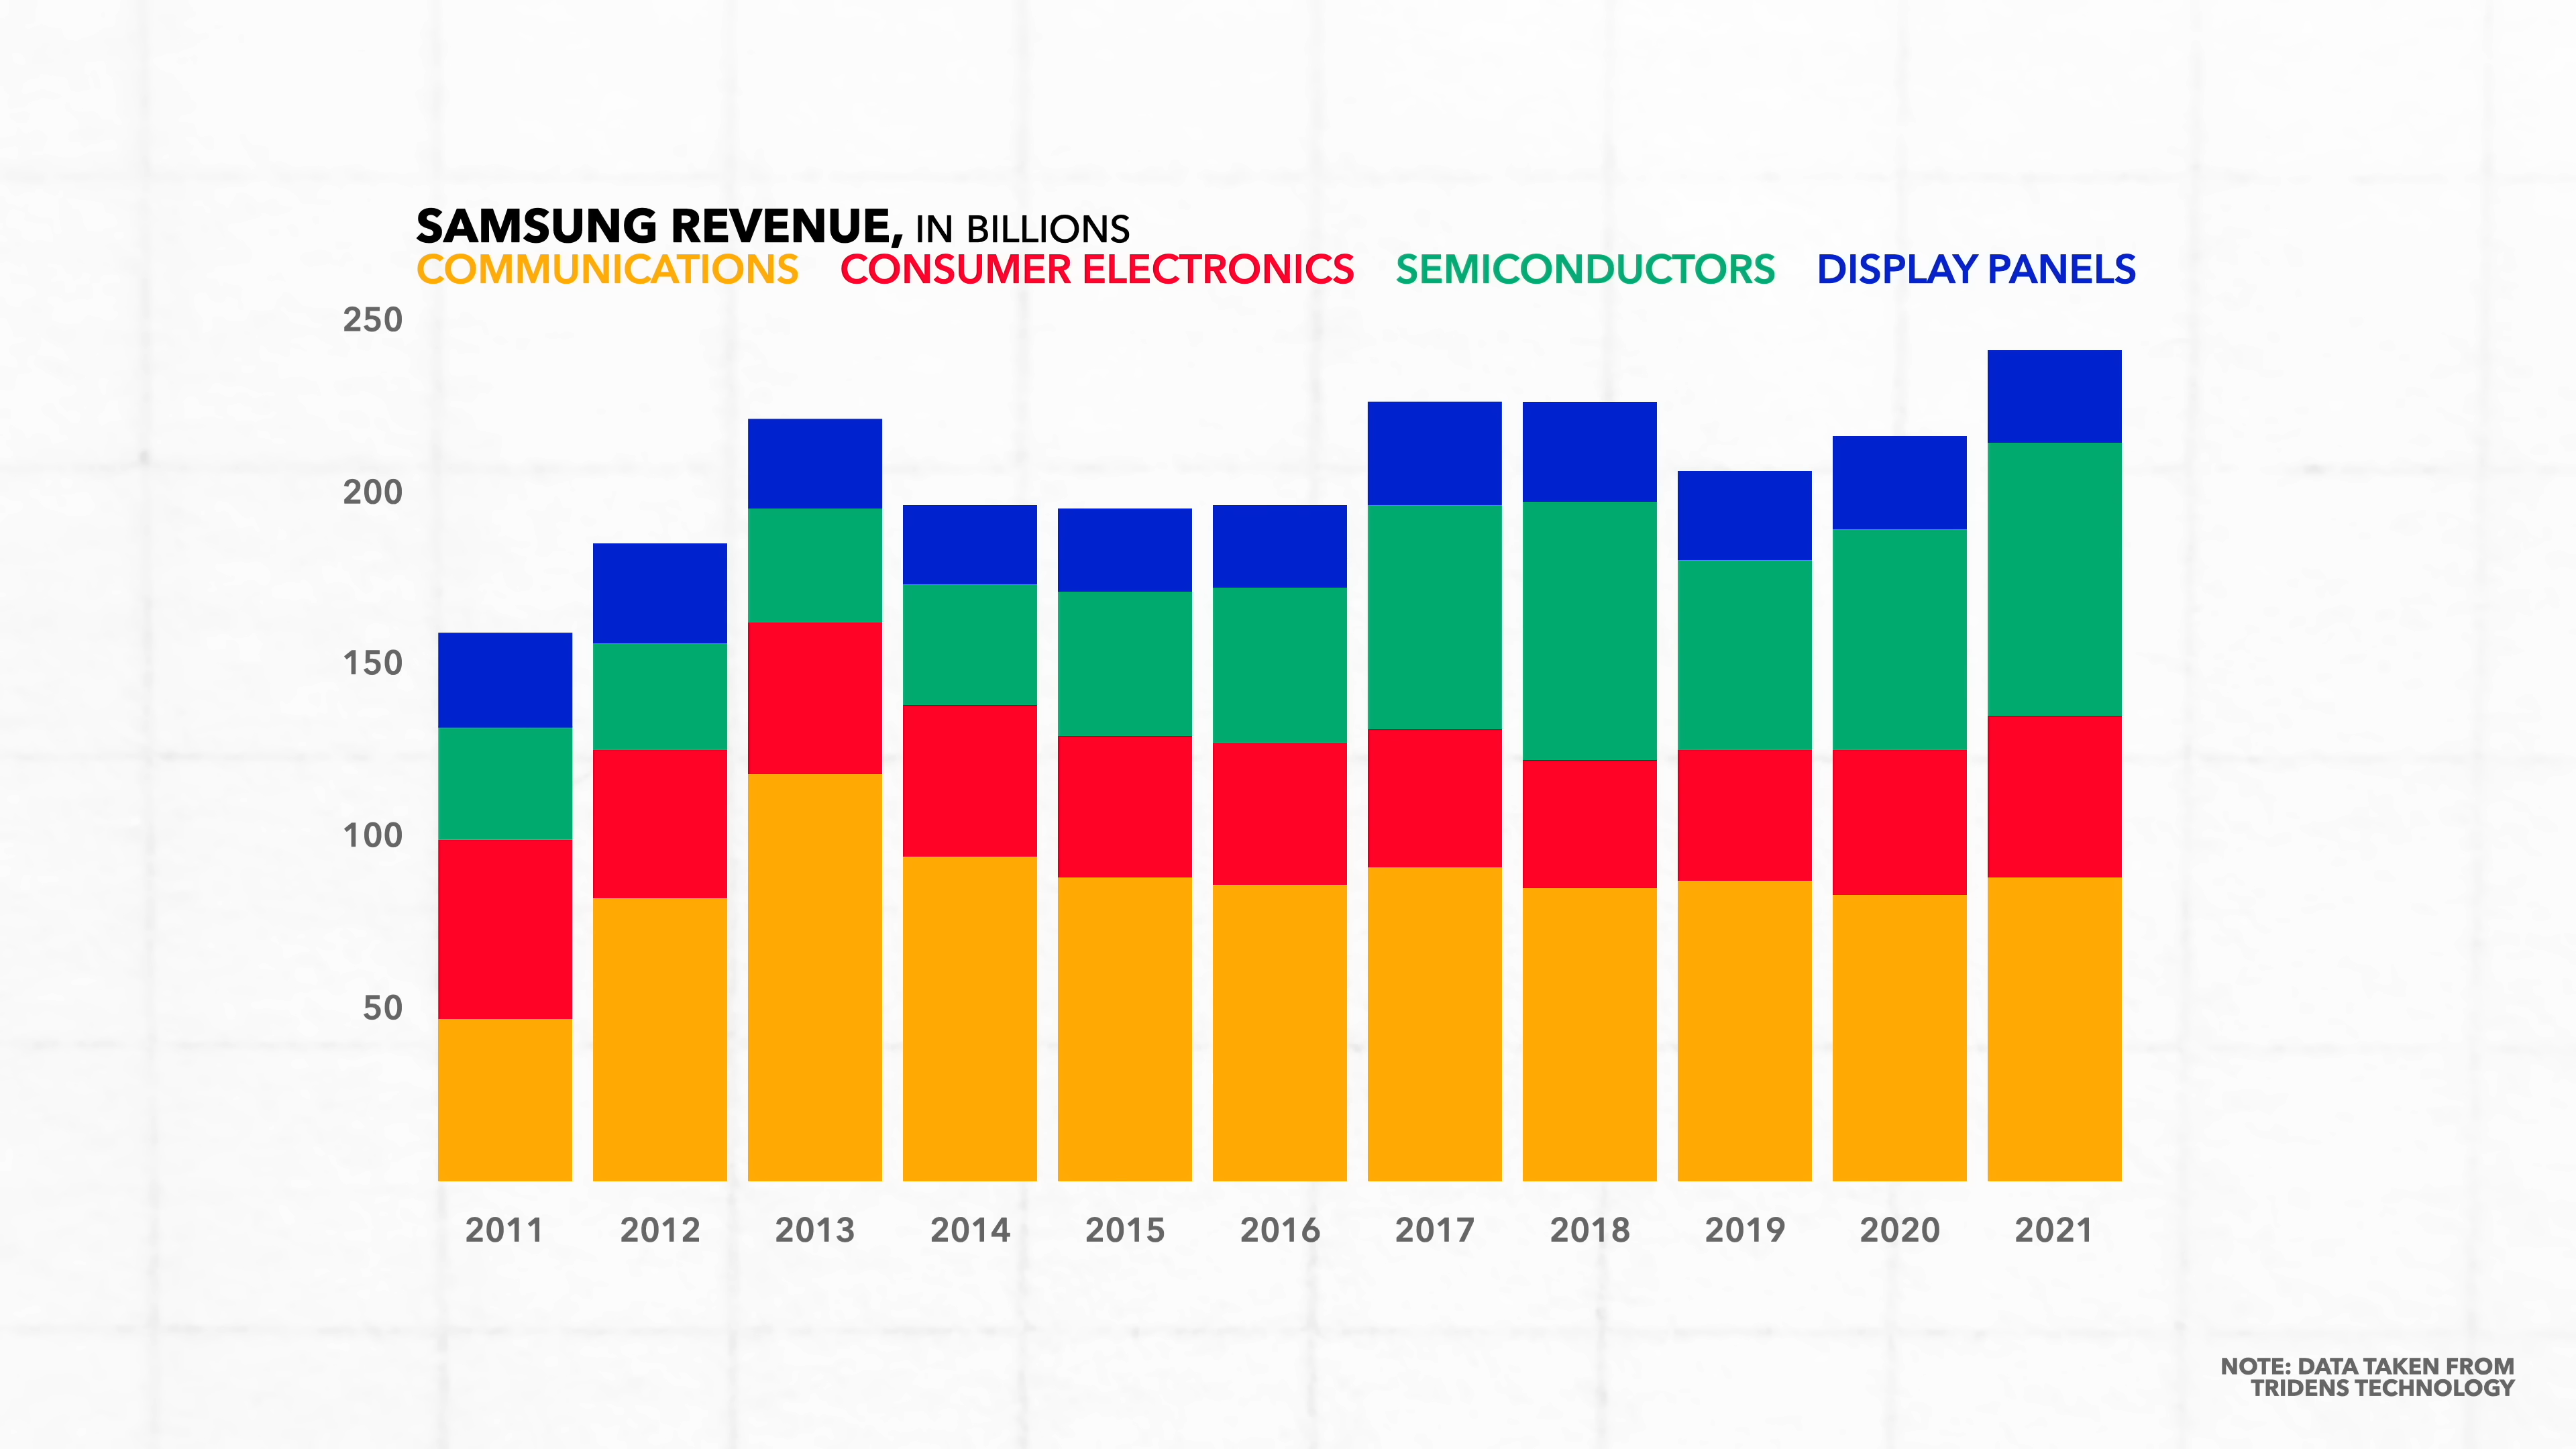 SAMSUNG REVENUE, IN BILLIONS
COMMUNICATIONS CONSUMER ELECTRONICS SEMICONDUCTORS DISPLAY PANELS
250
200
150
100
50
2011 2012 2013 2014 2015 2016 2017 2018 2019 2020 2021
NOTE: DATA TAKEN FROM
TRIDENS TECHNOLOGY